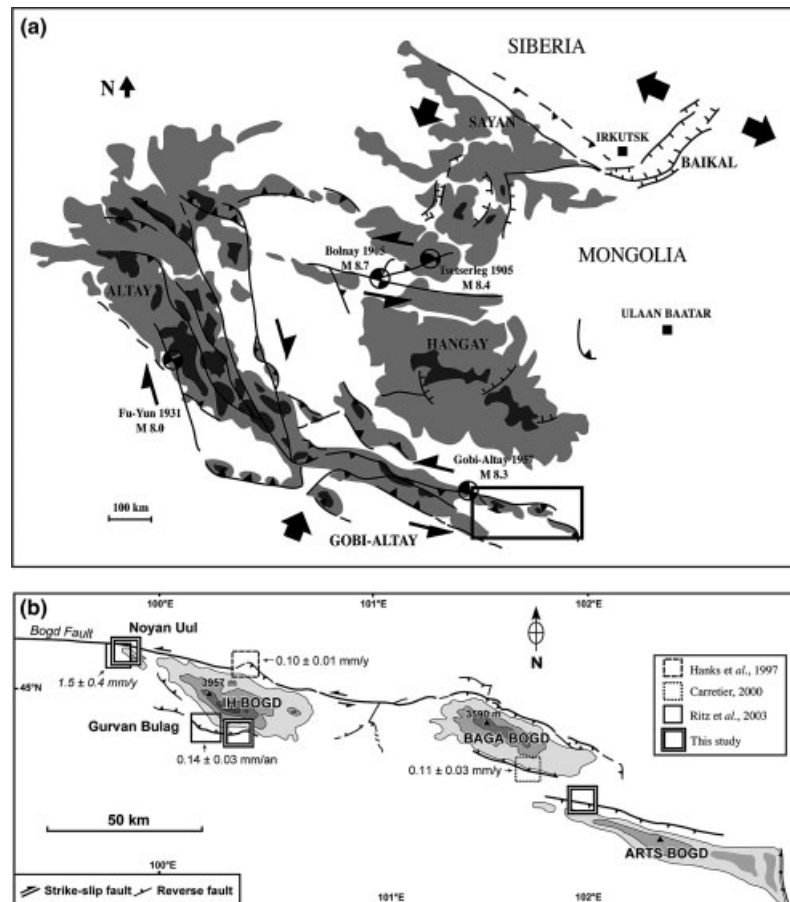 (a)
SIBERIA
N
SAYAN
IRKUTSK
BAIKAL
Bolnay 1905
M 8.7
Tsetserleg 1905
M 8.4
MONGOLIA
ALTAY
ULAAN BAATAR
HANGAY
Fu-Yun 1931
M 8.0
Gobi-Altay 1957
M 8.3
100 km
GOBI-ALTAY
(b)
100°E
101°E
102°E
Noyan Uul
Bogd Fault
N
0.10 ± 0.01 mm/y
1.5 ± 0.4 mm/y
45°N
3957 m
IH BOGD
Gurvan Bulag
0.14 ± 0.03 mm/an
3590 m
BAGA BOGD
0.11 ± 0.03 mm/y
Hanks et al., 1997
Carretier, 2000
Ritz et al., 2003
This study
50 km
ARTS BOGD
100°E
101°E
102°E
Strike-slip fault
Reverse fault